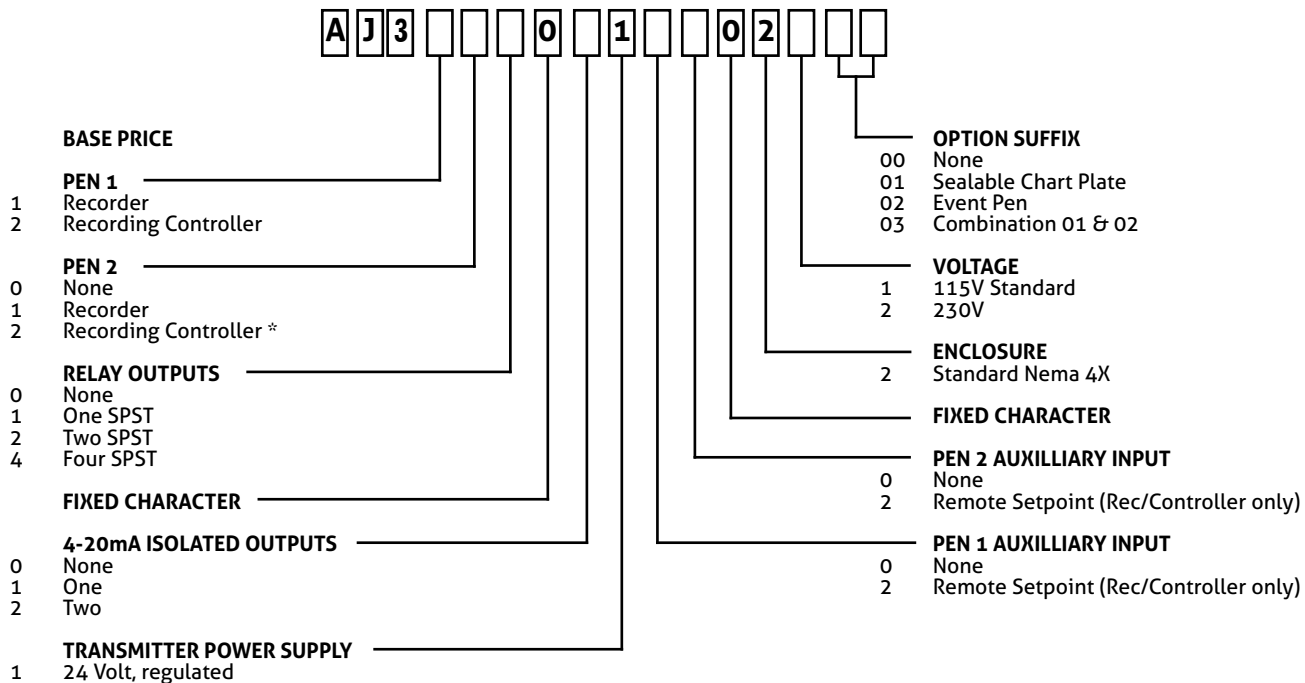 A J 3 0 1 0 2
BASE PRICE
PEN 1
1 Recorder
2 Recording Controller
PEN 2
0 None
1 Recorder
2 Recording Controller *
RELAY OUTPUTS
0 None
1 One SPST
2 Two SPST
4 Four SPST
FIXED CHARACTER
4-20mA ISOLATED OUTPUTS
0 None
1 One
2 Two
TRANSMITTER POWER SUPPLY
1 24 Volt, regulated
OPTION SUFFIX
00 None
01 Sealable Chart Plate
02 Event Pen
03 Combination 01 & 02
VOLTAGE
1 115V Standard
2 230V
ENCLOSURE
2 Standard Nema 4X
FIXED CHARACTER
PEN 2 AUXILLIARY INPUT
0 None
2 Remote Setpoint (Rec/Controller only)
PEN 1 AUXILLIARY INPUT
0 None
2 Remote Setpoint (Rec/Controller only)